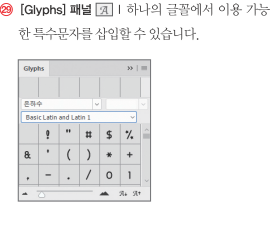 ㉙ [Glyphs] 패널 | 하나의 글꼴에서 이용 가능
한 특수문자를 삽입할 수 있습니다.
Glyphs
돋하수
Basic Latin and Latin 1
! " # $ %
& ' ( ) * +
, - . / 0 1